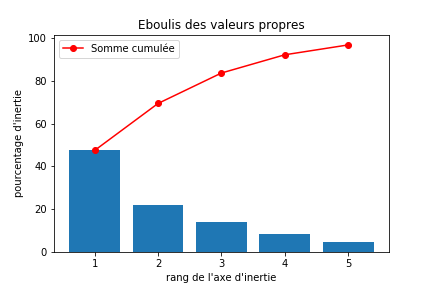 Eboulis des valeurs propres
Somme cumulée
100
80
60
40
20
0
pourcentage d'inertie
1 2 3 4 5
rang de l'axe d'inertie